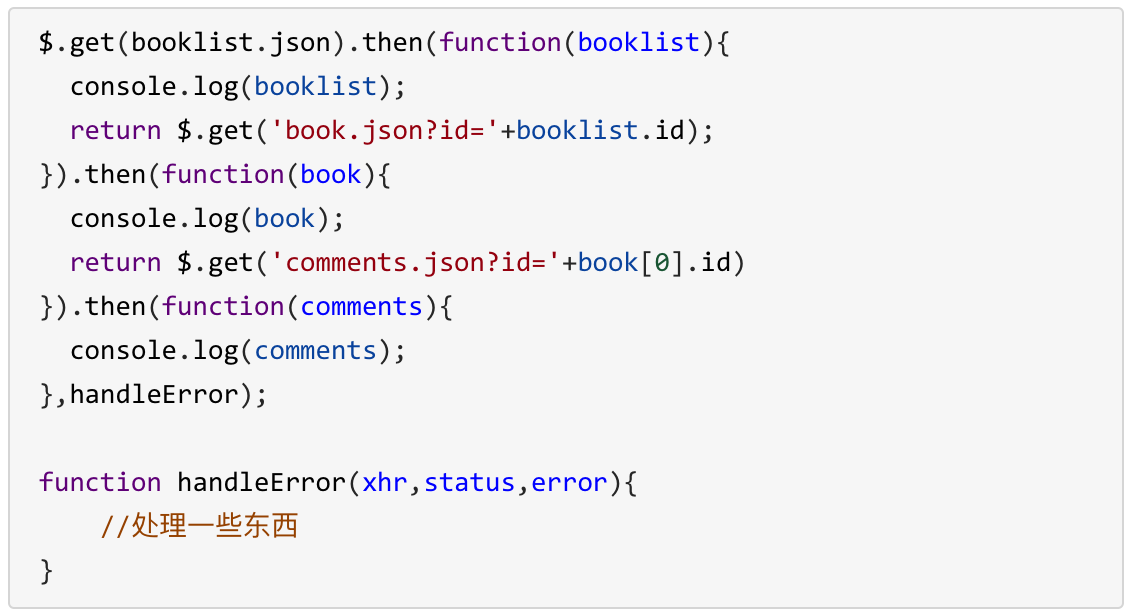 $.get(booklist.json).then(function(booklist){
  console.log(booklist);
  return $.get('book.json?id='+booklist.id);
}).then(function(book){
  console.log(book);
  return $.get('comments.json?id='+book[0].id)
}).then(function(comments){
  console.log(comments);
},handleError);

function handleError(xhr,status,error){
    //处理一些东西
}